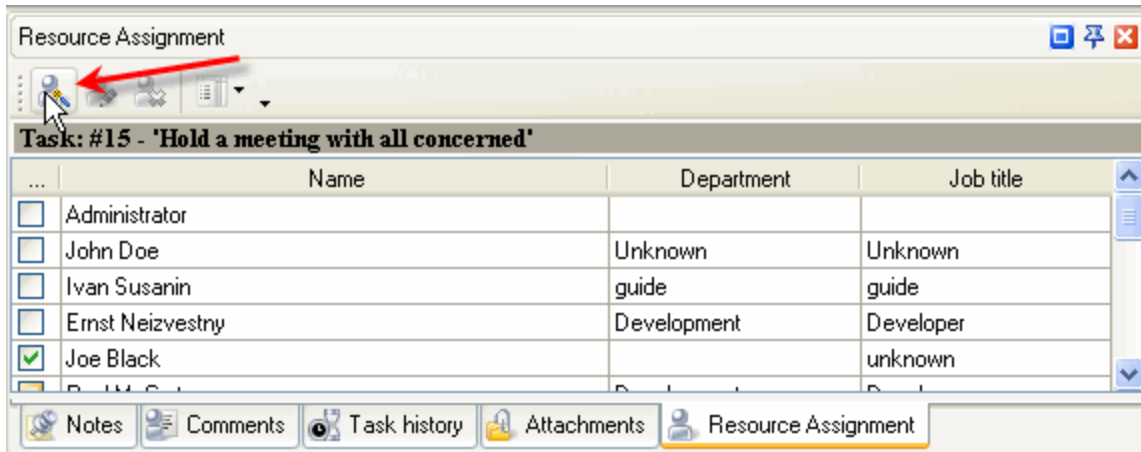 Resource Assignment
Task: #15 - 'Hold a meeting with all concerned'
... Name Department Job title
Administrator
John Doe Unknown Unknown
Ivan Susanin guide guide
Ernst Neizvestny Development Developer
Joe Black unknown
Notes Comments Task history Attachments Resource Assignment